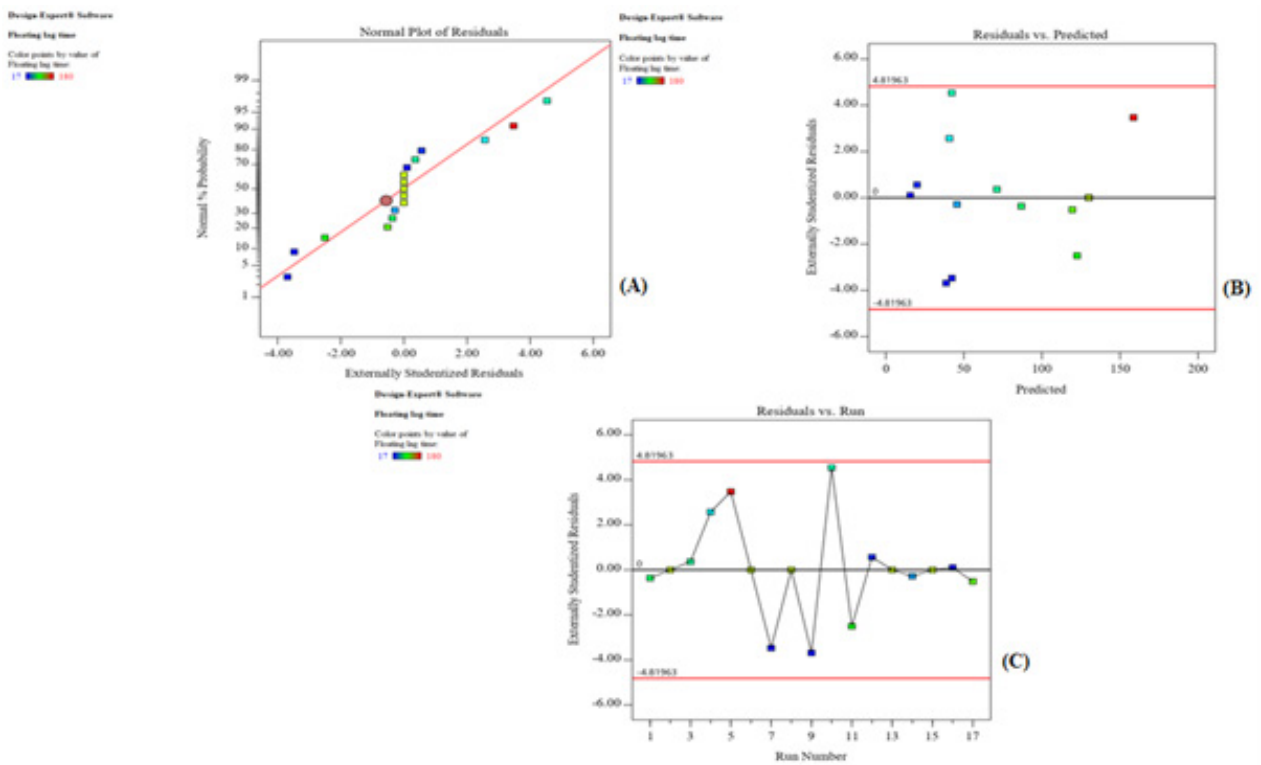 Design-Expert® Software
Floating lag time
Color points by value of
Floating lag time:
17 180
Normal Plot of Residuals
Normal % Probability
99
95
90
80
70
50
30
20
10
5
1
-4.00 -2.00 0.00 2.00 4.00 6.00
Externally Studentized Residuals
(A)
Design-Expert® Software
Floating lag time
Color points by value of
Floating lag time:
17 180
Residuals vs. Predicted
Externally Studentized Residuals
6.00
4.81963
4.00
2.00
0.00 0
-2.00
-4.00
-4.81963
-6.00
0 50 100 150 200
Predicted
(B)
Design-Expert® Software
Floating lag time
Color points by value of
Floating lag time:
17 180
Residuals vs. Run
Externally Studentized Residuals
6.00
4.81963
4.00
2.00
0.00 0
-2.00
-4.00
-4.81963
-6.00
1 3 5 7 9 11 13 15 17
Run Number
(C)